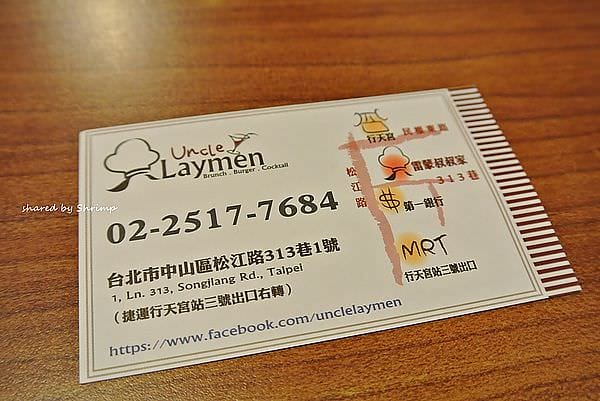 Uncle
Laymen
Brunch . Burger . Cocktail
02-2517-7684
台北市中山區松江路313巷1號
1, Ln. 313, Songjiang Rd., Taipei
(捷運行天宮站三號出口右轉)
https://www.facebook.com/unclelaymen
行天宮
民權東路
松江路
雷蒙叔叔家
313巷
$
第一銀行
MRT
行天宮站三號出口
shared by Shrimp